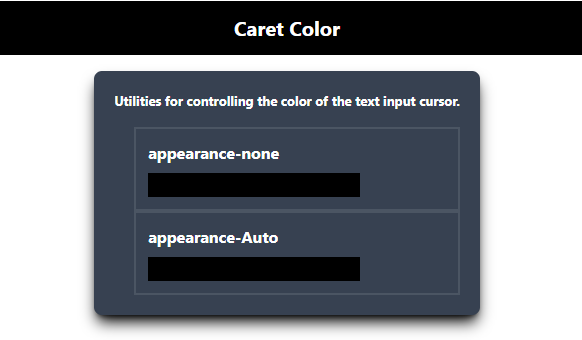 Caret Color
Utilities for controlling the color of the text input cursor.
appearance-none
appearance-Auto